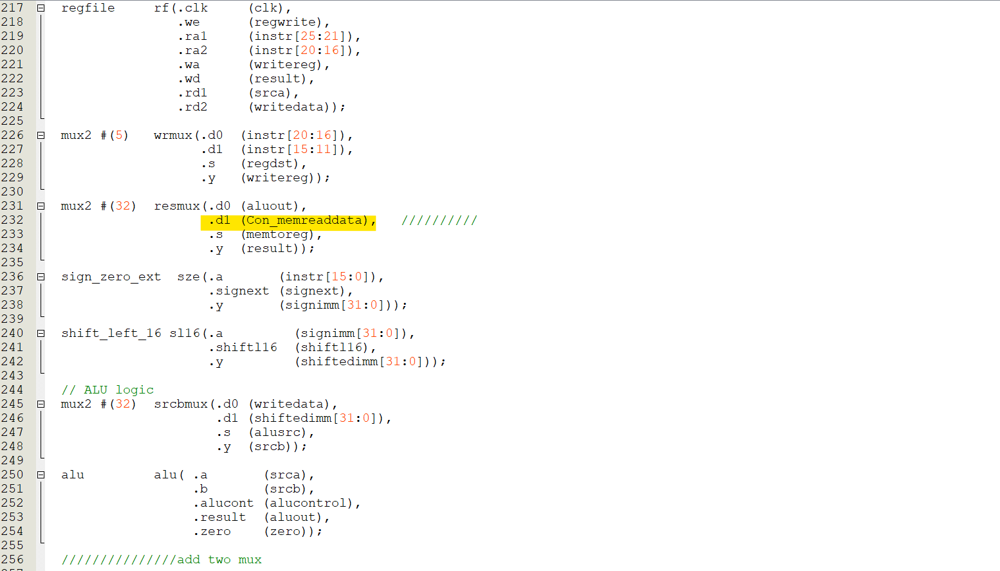 217 regfile     rf(.clk     (clk),
218                .we      (regwrite),
219                .ra1     (instr[25:21]),
220                .ra2     (instr[20:16]),
221                .wa      (writereg),
222                .wd      (result),
223                .rd1     (srca),
224                .rd2     (writedata));
225
226 mux2 #(5)   wrmux(.d0  (instr[20:16]),
227                   .d1  (instr[15:11]),
228                   .s   (regdst),
229                   .y   (writereg));
230
231 mux2 #(32)  resmux(.d0 (aluout),
232                    .d1 (Con_memreaddata),   //////////
233                    .s  (memtoreg),
234                    .y  (result));
235
236 sign_zero_ext  sze(.a       (instr[15:0]),
237                    .signext (signext),
238                    .y       (signimm[31:0]));
239
240 shift_left_16 sl16(.a         (signimm[31:0]),
241                    .shiftl16  (shiftl16),
242                    .y         (shiftedimm[31:0]));
243
244 // ALU logic
245 mux2 #(32)  srcbmux(.d0 (writedata),
246                     .d1 (shiftedimm[31:0]),
247                     .s  (alusrc),
248                     .y  (srcb));
249
250 alu         alu( .a       (srca),
251                  .b       (srcb),
252                  .alucont (alucontrol),
253                  .result  (aluout),
254                  .zero    (zero));
255
256 ///////////////add two mux